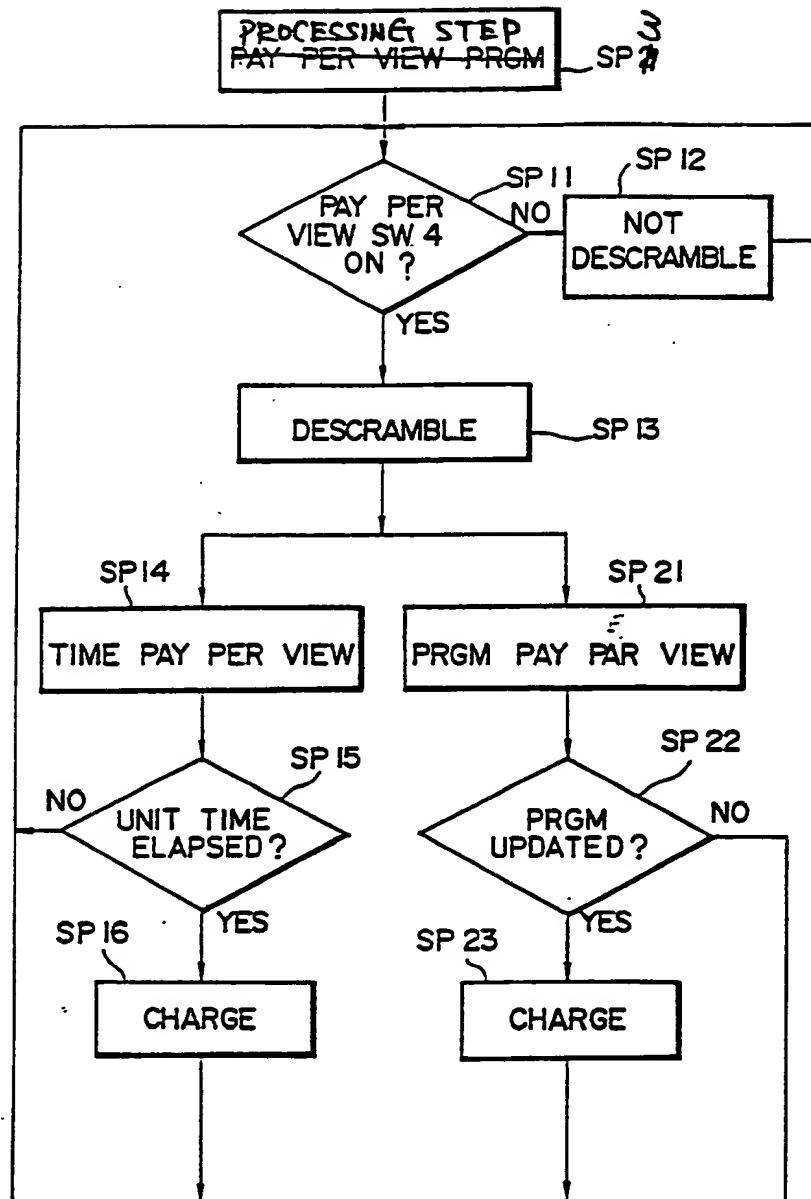 PROCESSING STEP
PAY PER VIEW PRGM
SP 3
SP 11
SP 12
PAY PER
VIEW SW. 4
ON ?
NO
NOT
DESCRAMBLE
YES
DESCRAMBLE
SP 13
SP 14
SP 21
TIME PAY PER VIEW
E
PRGM PAY PAR VIEW
SP 15
SP 22
NO
UNIT TIME
ELAPSED?
PRGM
UPDATED?
NO
YES
YES
SP 16
SP 23
CHARGE
CHARGE